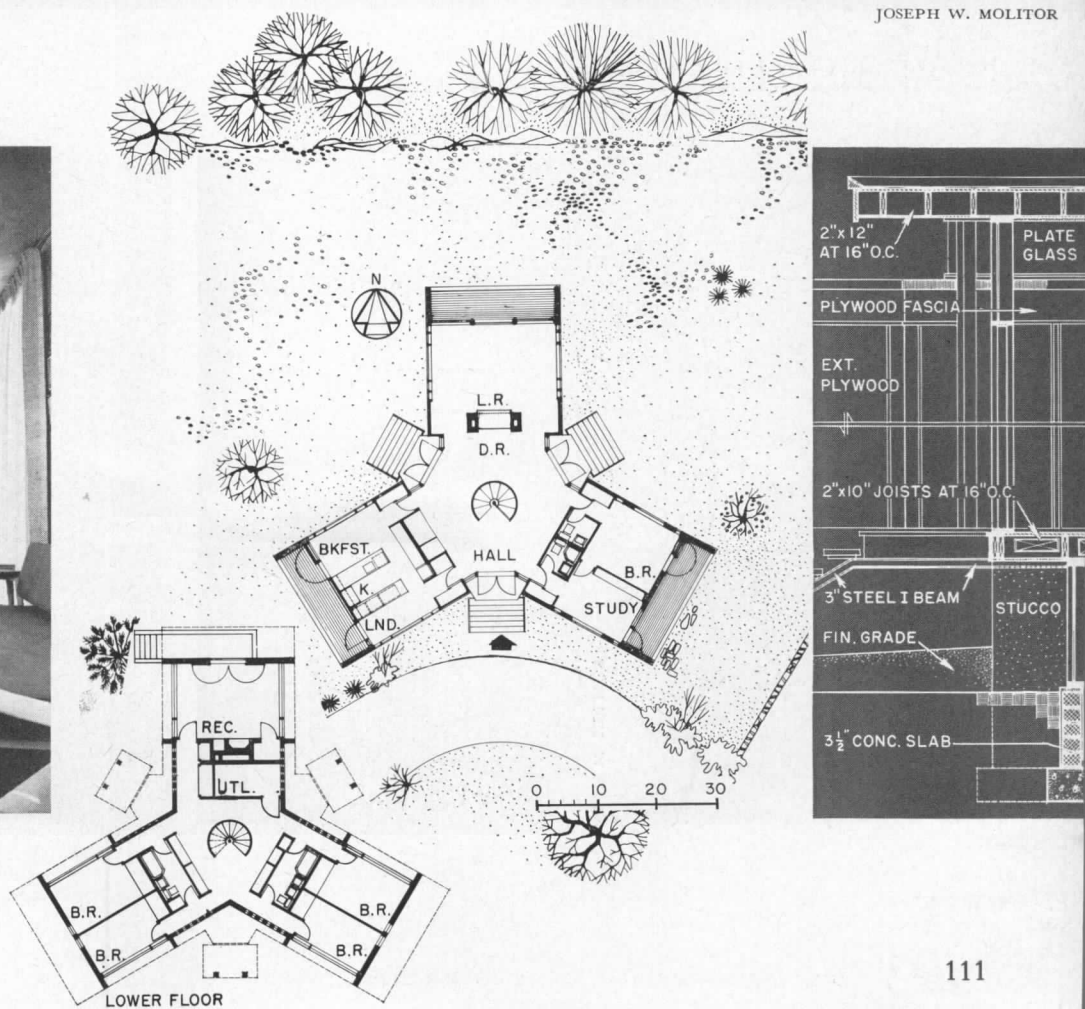 JOSEPH W. MOLITOR
N
L.R.
D.R.
HALL
BKFST.
K.
LND.
B.R.
STUDY
0 10 20 30
REC.
UTL.
B.R.
B.R.
B.R.
B.R.
LOWER FLOOR
2"x 12"
AT 16" O.C.
PLATE
GLASS
PLYWOOD FASCIA
EXT.
PLYWOOD
2"x10" JOISTS AT 16" O.C.
3" STEEL I BEAM
STUCCO
FIN. GRADE
3½" CONC. SLAB
111